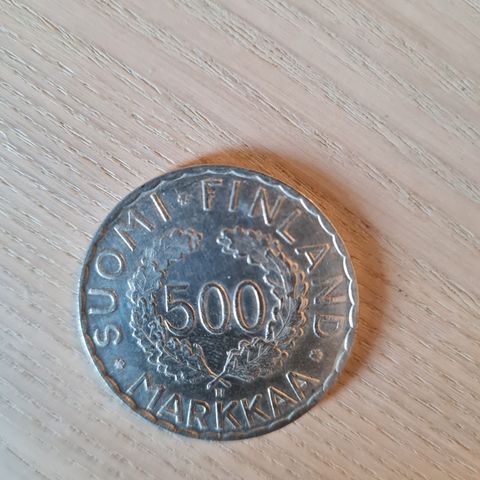 SUOMI * FINLAND *
500
H
MARKKAA *